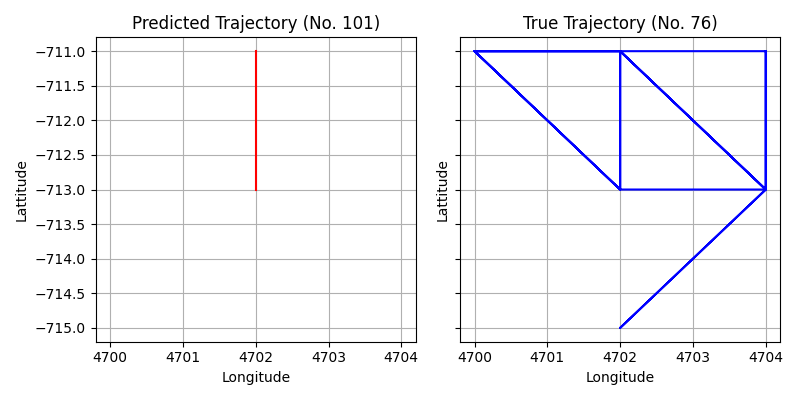 Predicted Trajectory (No. 101)
True Trajectory (No. 76)
Lattitude
−711.0
−711.5
−712.0
−712.5
−713.0
−713.5
−714.0
−714.5
−715.0
4700 4701 4702 4703 4704
Longitude
Lattitude
4700 4701 4702 4703 4704
Longitude